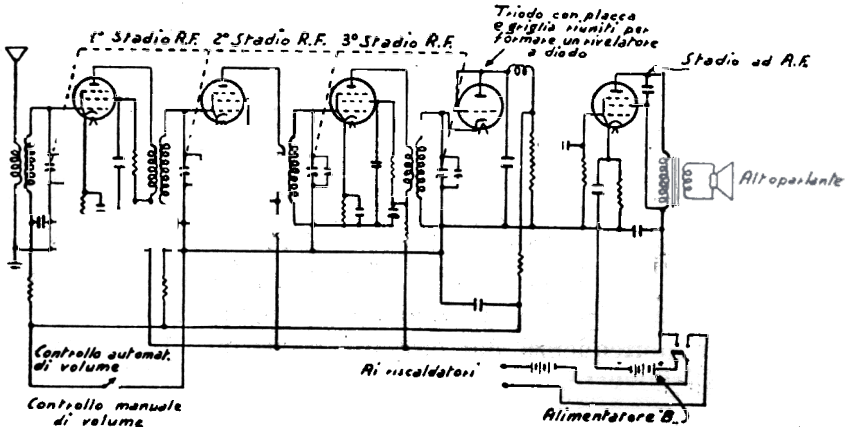 Triodo con placca
e griglia riuniti per
formare un rivelatore
a diodo
1° Stadio R.F. 2° Stadio R.F. 3° Stadio R.F.
Stadio ad A.F.
Altoparlante
Controllo automat.
di volume
Ai riscaldatori
Controllo manuale
di volume
Alimentatore B.